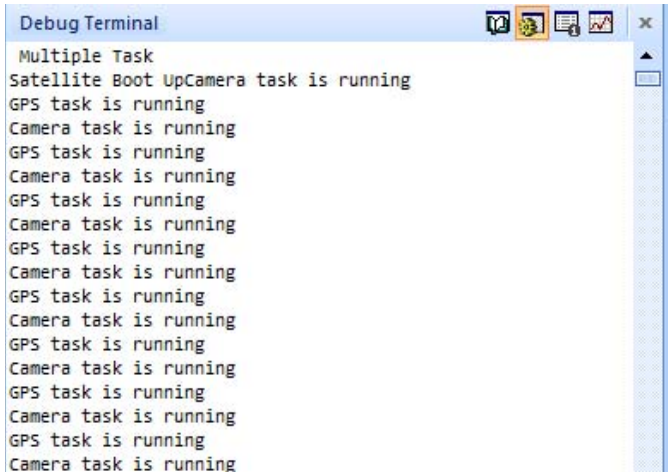 Debug Terminal
Multiple Task
Satellite Boot UpCamera task is running
GPS task is running
Camera task is running
GPS task is running
Camera task is running
GPS task is running
Camera task is running
GPS task is running
Camera task is running
GPS task is running
Camera task is running
GPS task is running
Camera task is running
GPS task is running
Camera task is running
GPS task is running
Camera task is running